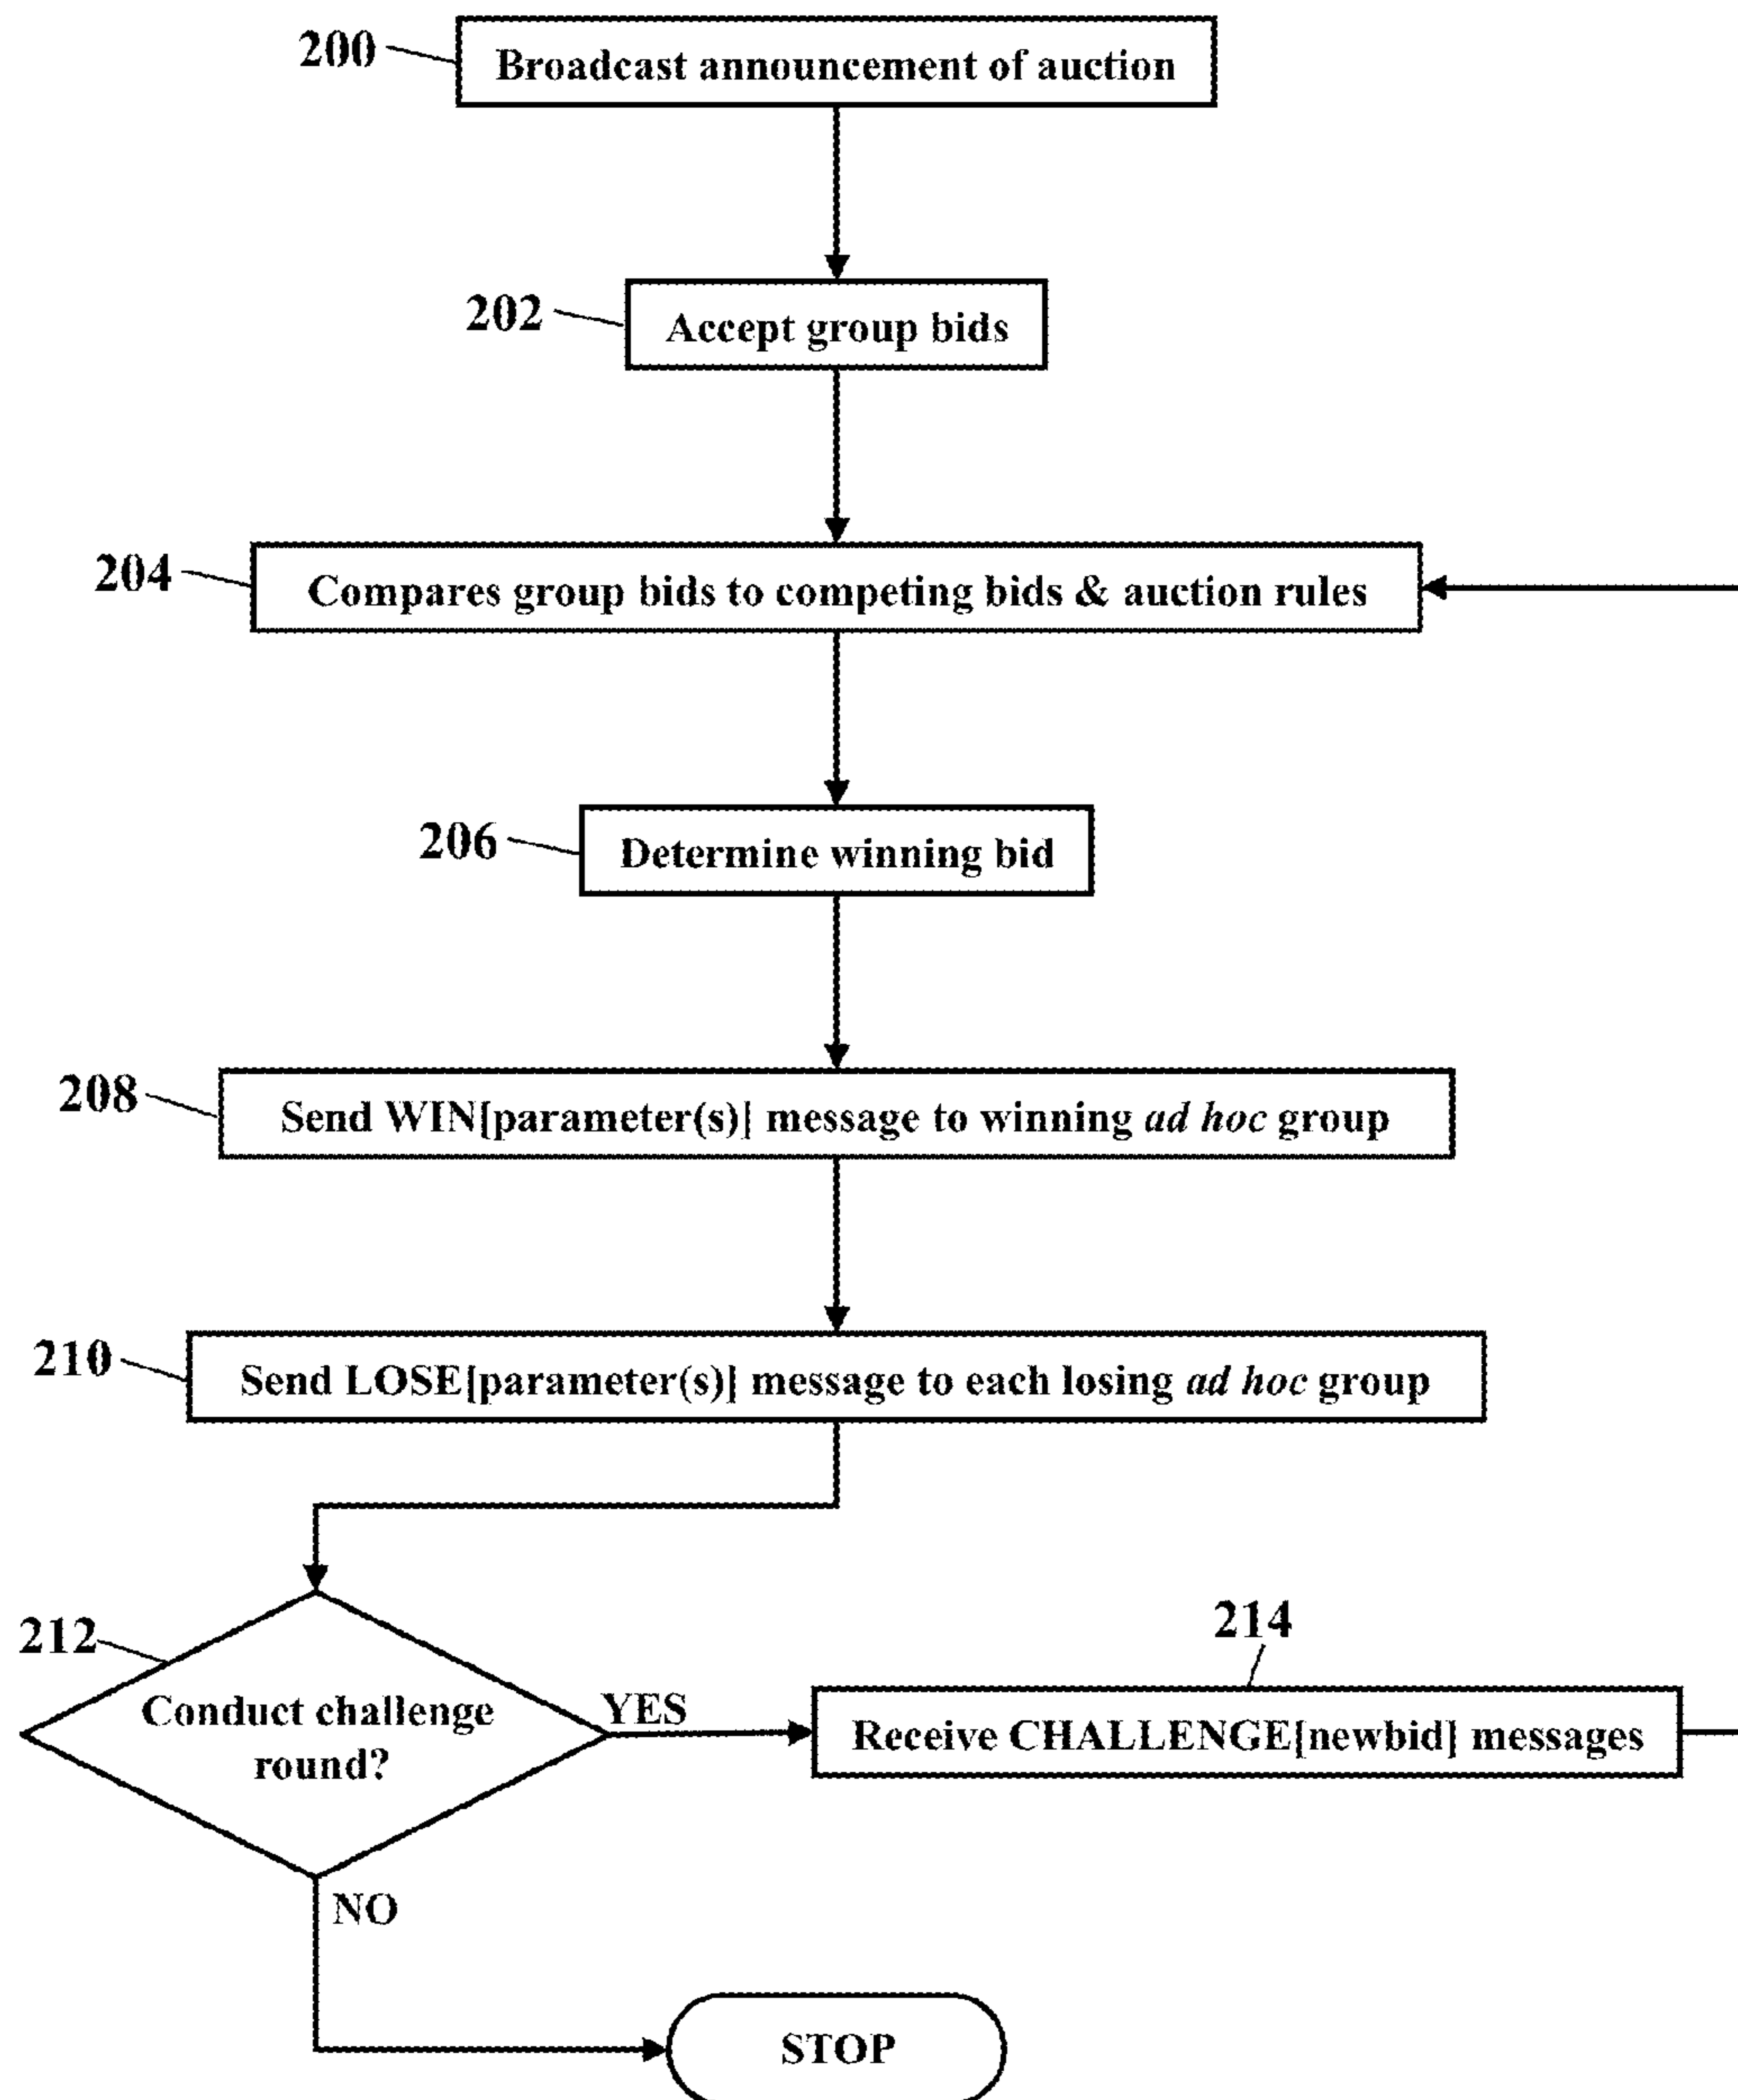 200
Broadcast announcement of auction
202
Accept group bids
204
Compares group bids to competing bids & auction rules
206
Determine winning bid
208
Send WIN[parameter(s)] message to winning ad hoc group
210
Send LOSE[parameter(s)] message to each losing ad hoc group
212
Conduct challenge
round?
YES
214
Receive CHALLENGE[newbid] messages
NO
STOP